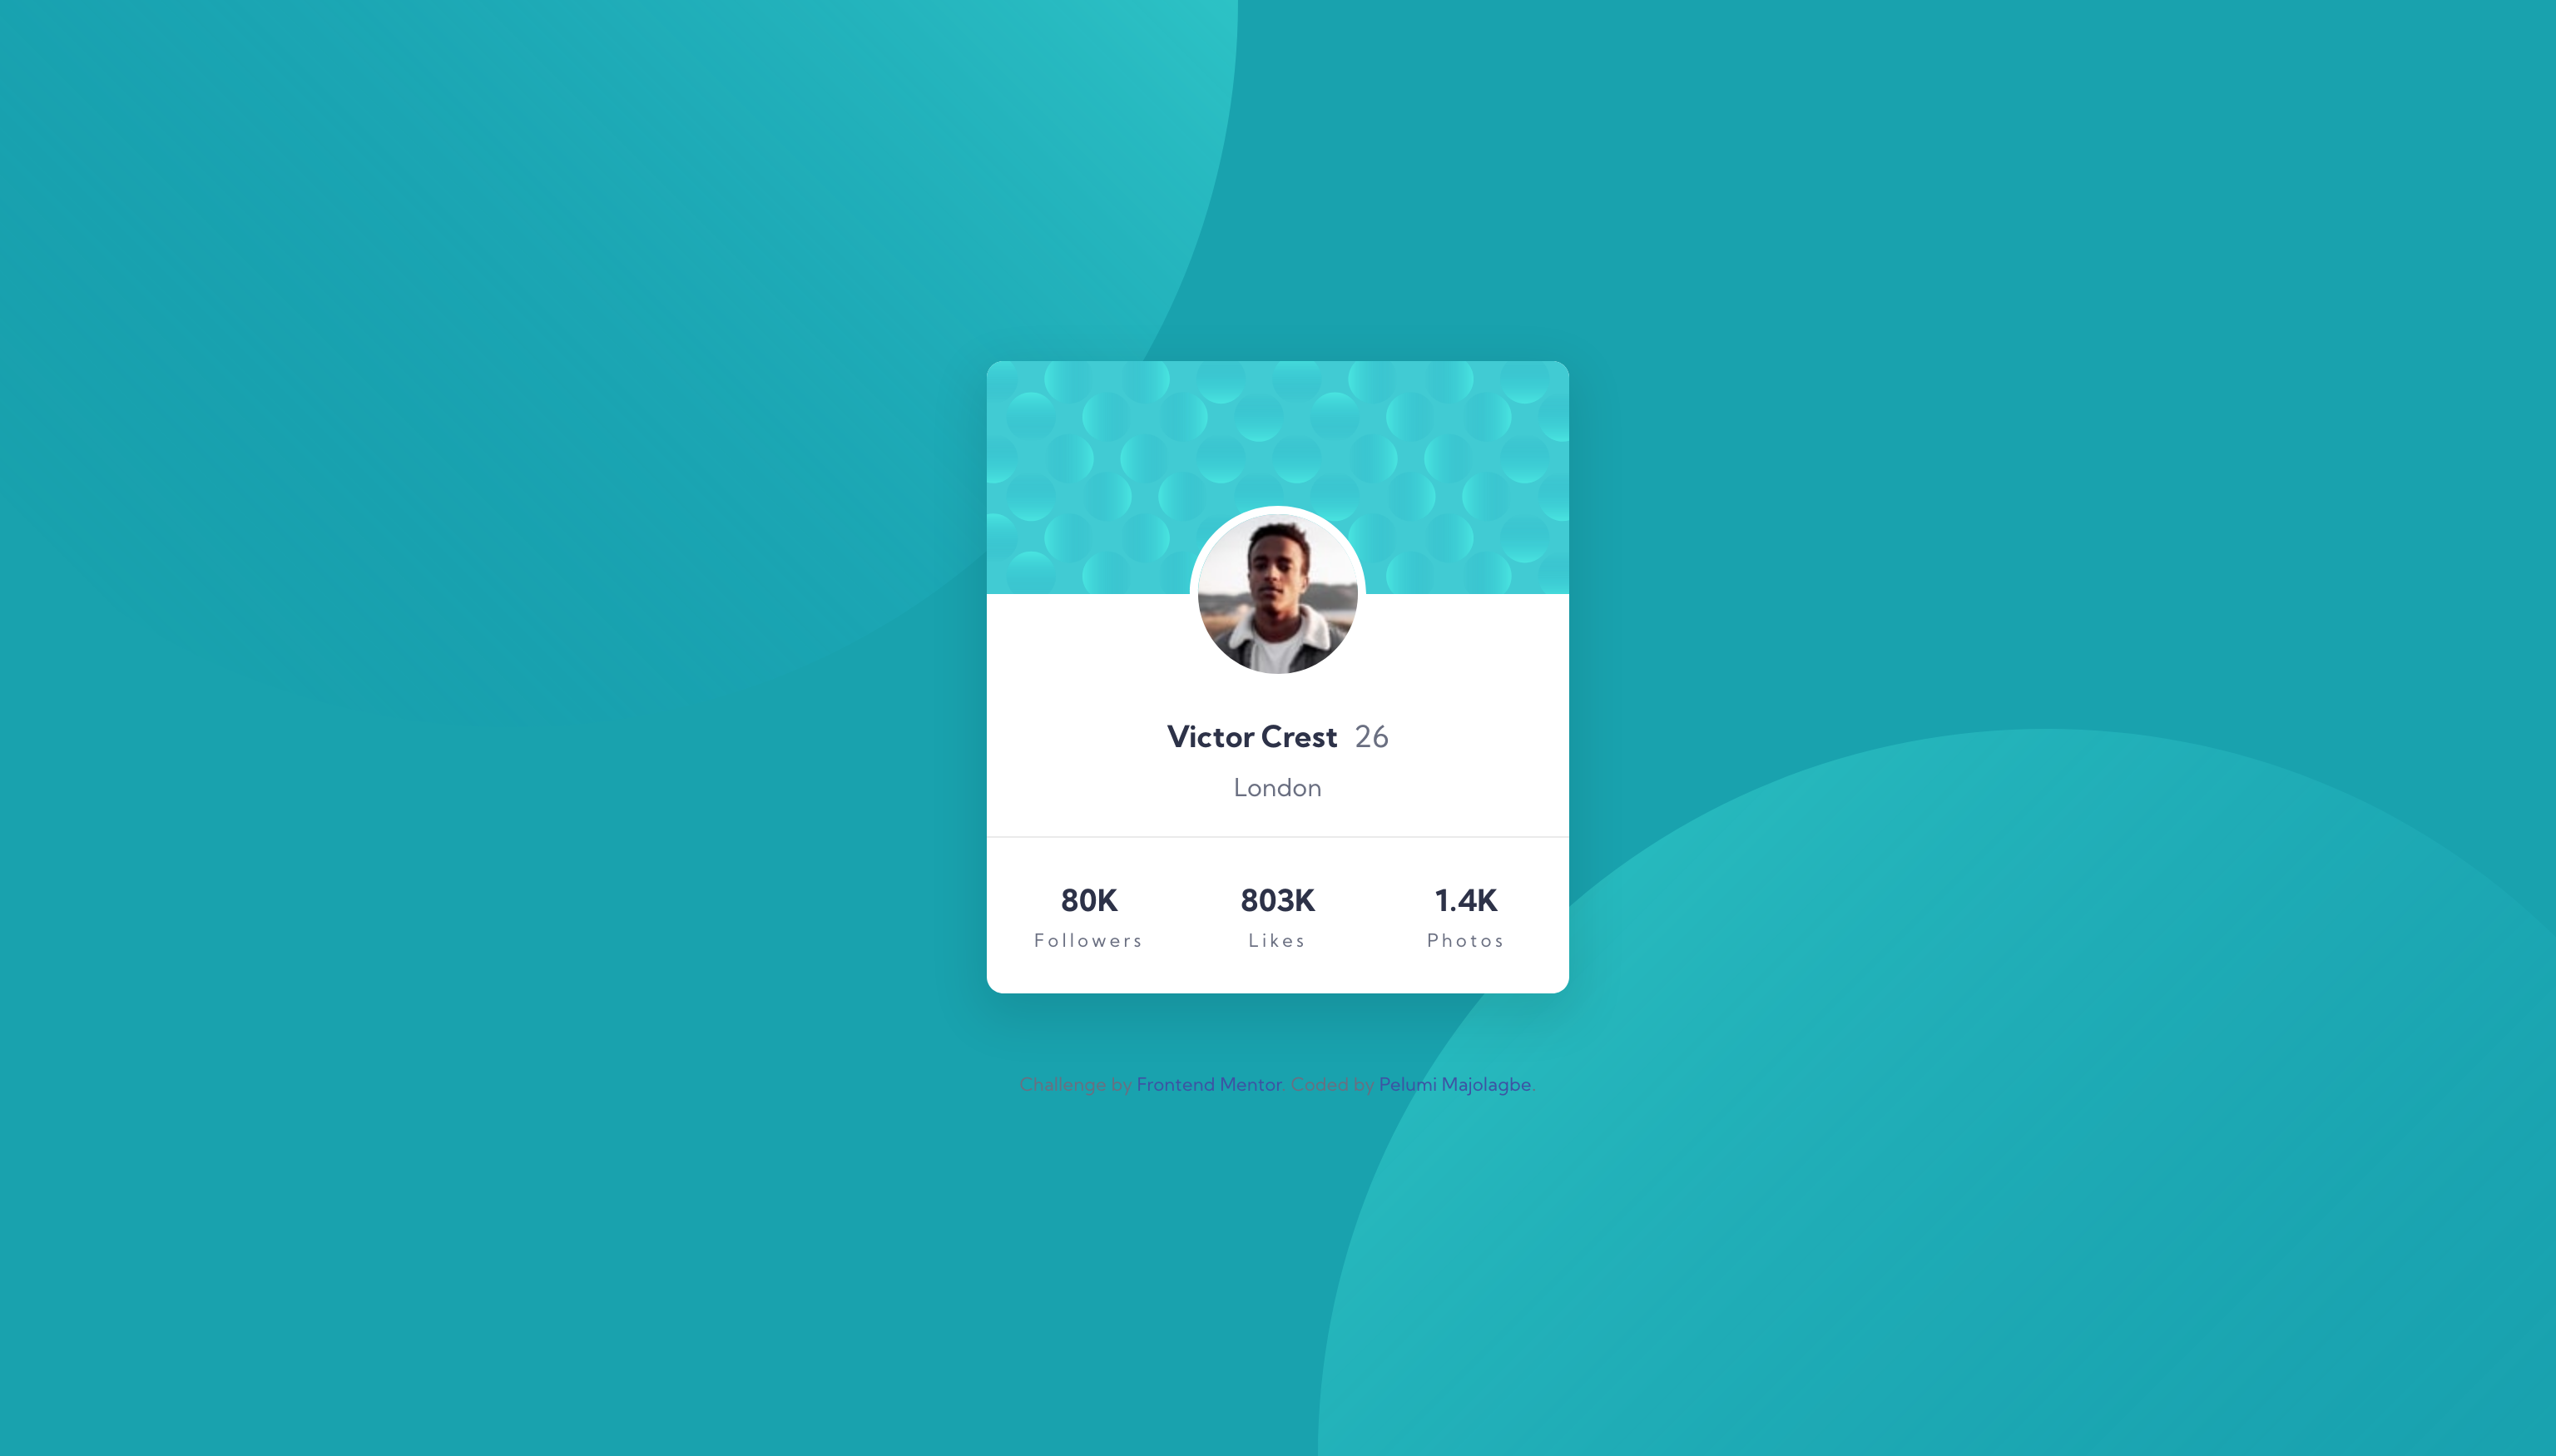 Victor Crest 26
London
80K 803K 1.4K
Followers Likes Photos
Challenge by Frontend Mentor. Coded by Pelumi Majolagbe.